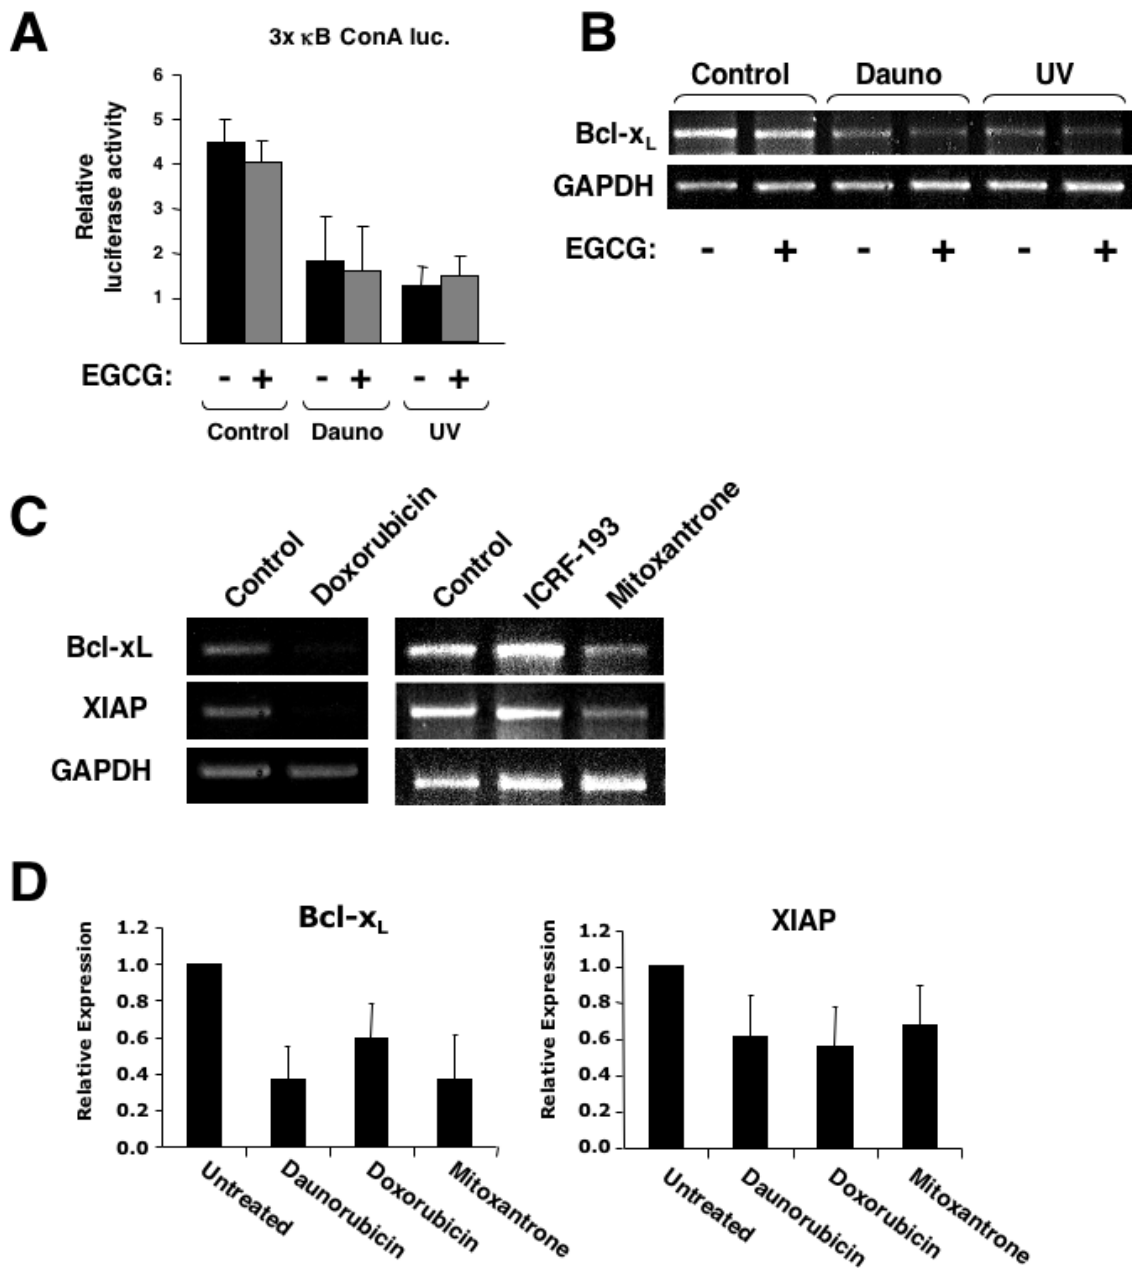 A
3x κB ConA luc.
Relative
luciferase activity
6
5
4
3
2
1
EGCG: - + - + - +
Control Dauno UV
B
Control Dauno UV
Bcl-xL
GAPDH
EGCG: - + - + - +
C
Control Doxorubicin Control ICRF-193 Mitoxantrone
Bcl-xL
XIAP
GAPDH
D
Bcl-xL
Relative Expression
1.2
1.0
0.8
0.6
0.4
0.2
0.0
Untreated Daunorubicin Doxorubicin Mitoxantrone
XIAP
Relative Expression
1.2
1.0
0.8
0.6
0.4
0.2
0.0
Untreated Daunorubicin Doxorubicin Mitoxantrone